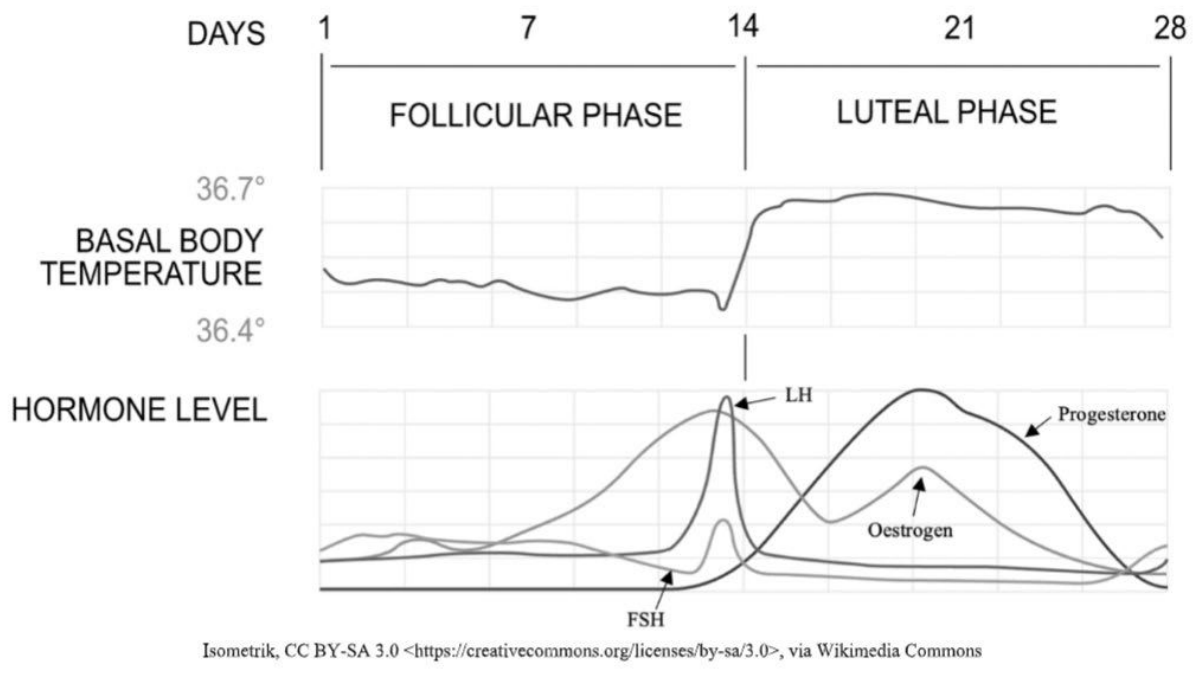 DAYS 1 7 14 21 28
FOLLICULAR PHASE LUTEAL PHASE
36.7°
BASAL BODY
TEMPERATURE
36.4°
HORMONE LEVEL
LH
Progesterone
Oestrogen
FSH
Isometrik, CC BY-SA 3.0 <https://creativecommons.org/licenses/by-sa/3.0>, via Wikimedia Commons